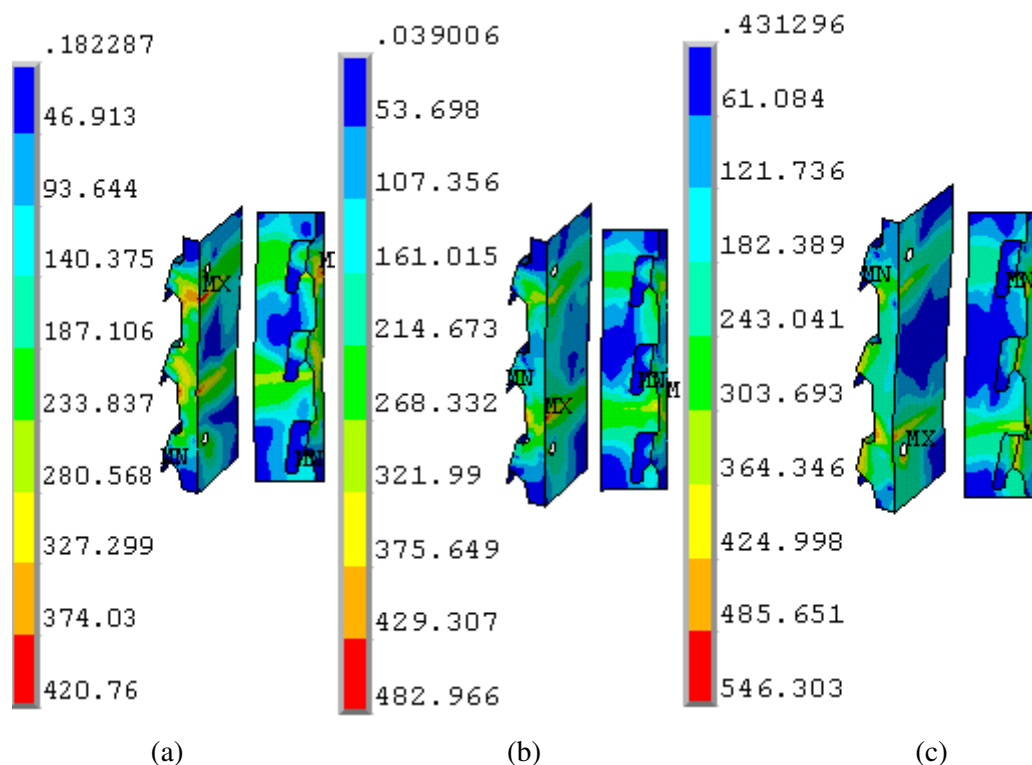 .182287
46.913
93.644
140.375
187.106
233.837
280.568
327.299
374.03
420.76
MX
MN
M
MN
(a)
.039006
53.698
107.356
161.015
214.673
268.332
321.99
375.649
429.307
482.966
MN
MX
MN
M
(b)
.431296
61.084
121.736
182.389
243.041
303.693
364.346
424.998
485.651
546.303
MN
MX
MN
(c)